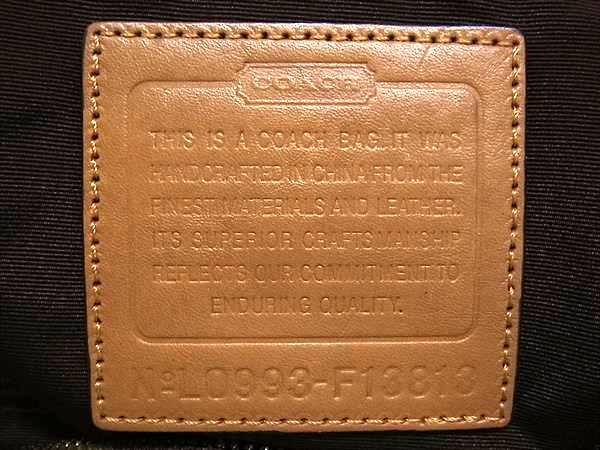 COACH
THIS IS A COACH BAG. IT WAS
HANDCRAFTED IN CHINA FROM THE
FINEST MATERIALS AND LEATHER.
ITS SUPERIOR CRAFTSMANSHIP
REFLECTS OUR COMMITMENT TO
ENDURING QUALITY.
No LO993-F13813